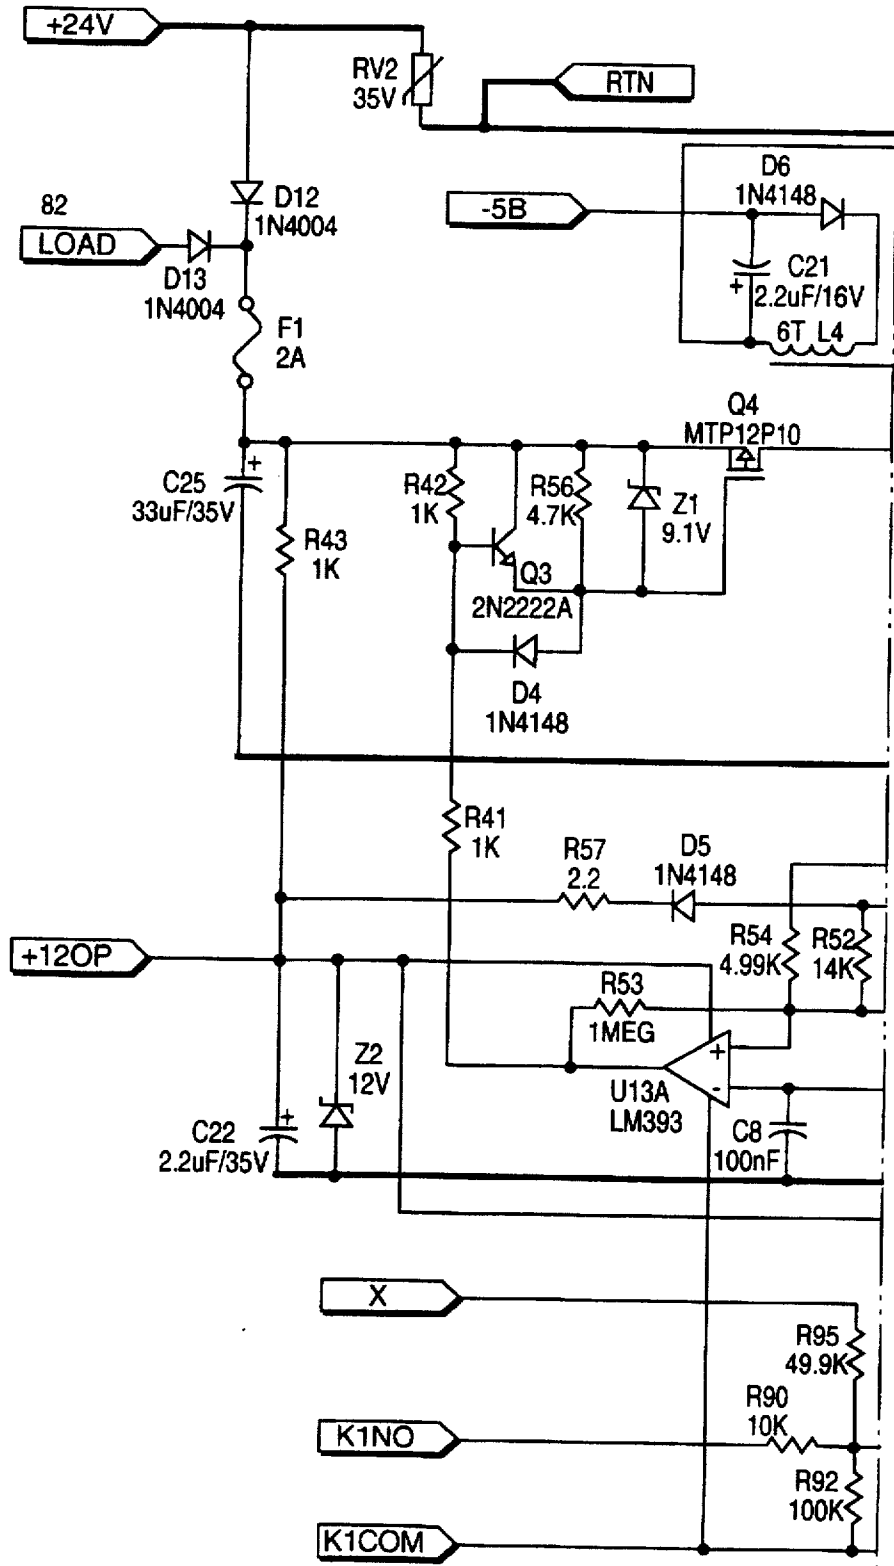 +24V
RV2
35V
RTN
D6
1N4148
82
D12
1N4004
-5B
LOAD
D13
1N4004
+
C21
2.2uF/16V
F1
2A
6T L4
Q4
MTP12P10
C25
33uF/35V
+
R42
1K
R56
4.7K
Z1
9.1V
R43
1K
Q3
2N2222A
D4
1N4148
R41
1K
R57
2.2
D5
1N4148
+12OP
R54
4.99K
R52
14K
R53
1MEG
Z2
12V
+
-
U13A
LM393
C22
2.2uF/35V
+
C8
100nF
X
R95
49.9K
R90
10K
K1NO
R92
100K
K1COM